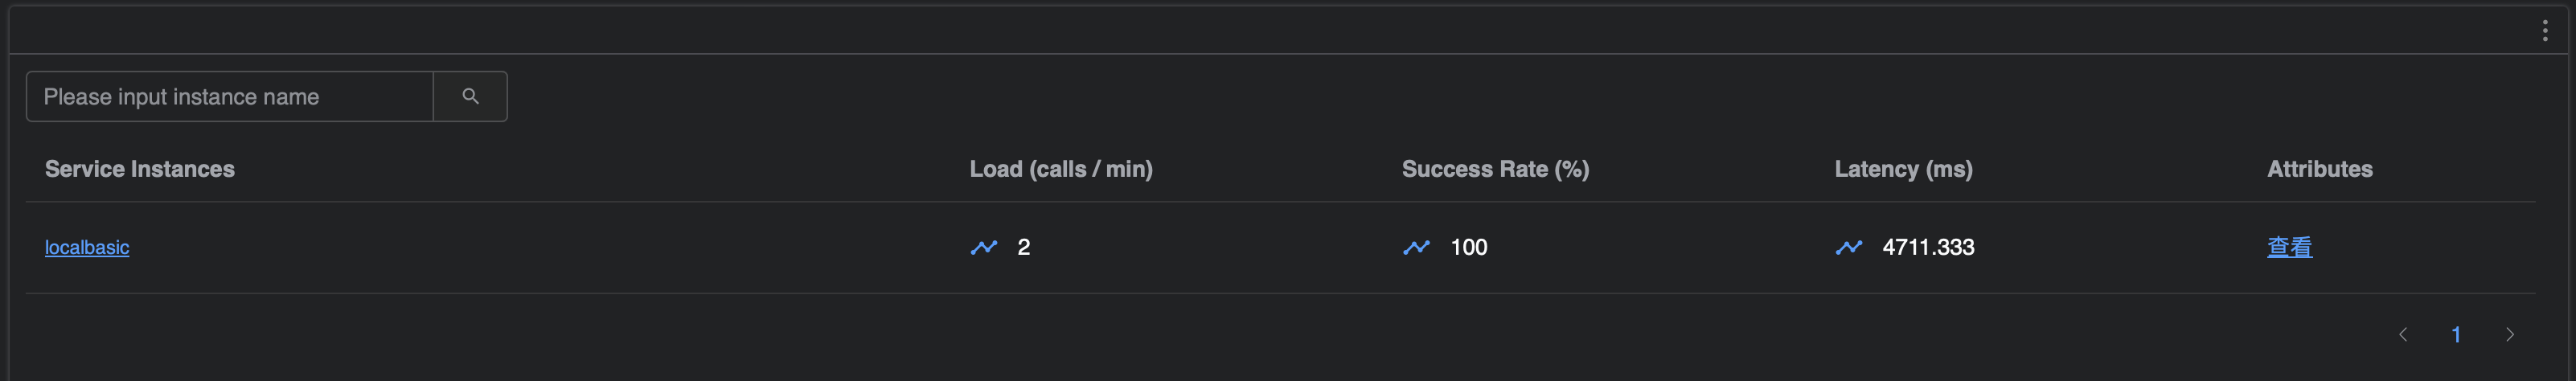 Please input instance name
Service Instances Load (calls / min) Success Rate (%) Latency (ms) Attributes
localbasic 2 100 4711.333 查看
1